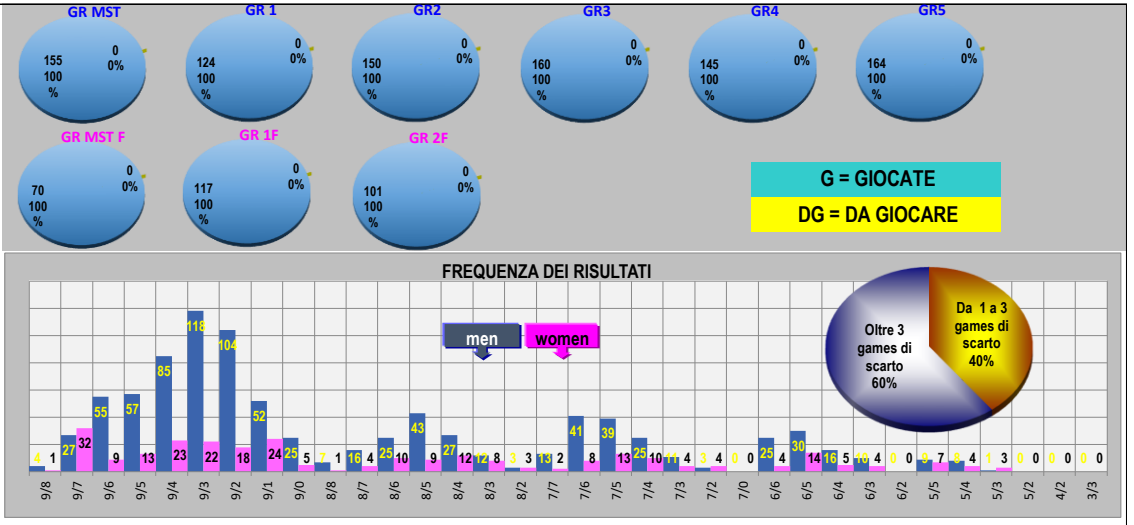 GR MST GR 1 GR2 GR3 GR4 GR5
155 100 % 0 0% 124 100 % 0 0% 150 100 % 0 0% 160 100 % 0 0% 145 100 % 0 0% 164 100 % 0 0%
GR MST F GR 1F GR 2F
70 100 % 0 0% 117 100 % 0 0% 101 100 % 0 0%
G = GIOCATE
DG = DA GIOCARE
FREQUENZA DEI RISULTATI
men women
Oltre 3
games di
scarto
60%
Da 1 a 3
games di
scarto
40%
4 1 27 32 55 9 57 13 85 23 118 22 104 18 52 24 25 5 7 1 16 4 25 10 43 9 27 12 12 8 3 3 13 2 41 8 39 13 25 10 11 4 3 4 0 0 25 4 30 14 16 5 10 4 0 0 9 7 8 4 1 3 0 0 0 0 0 0
9/8 9/7 9/6 9/5 9/4 9/3 9/2 9/1 9/0 8/8 8/7 8/6 8/5 8/4 8/3 8/2 7/7 7/6 7/5 7/4 7/3 7/2 7/0 6/6 6/5 6/4 6/3 6/2 5/5 5/4 5/3 5/2 4/2 3/3